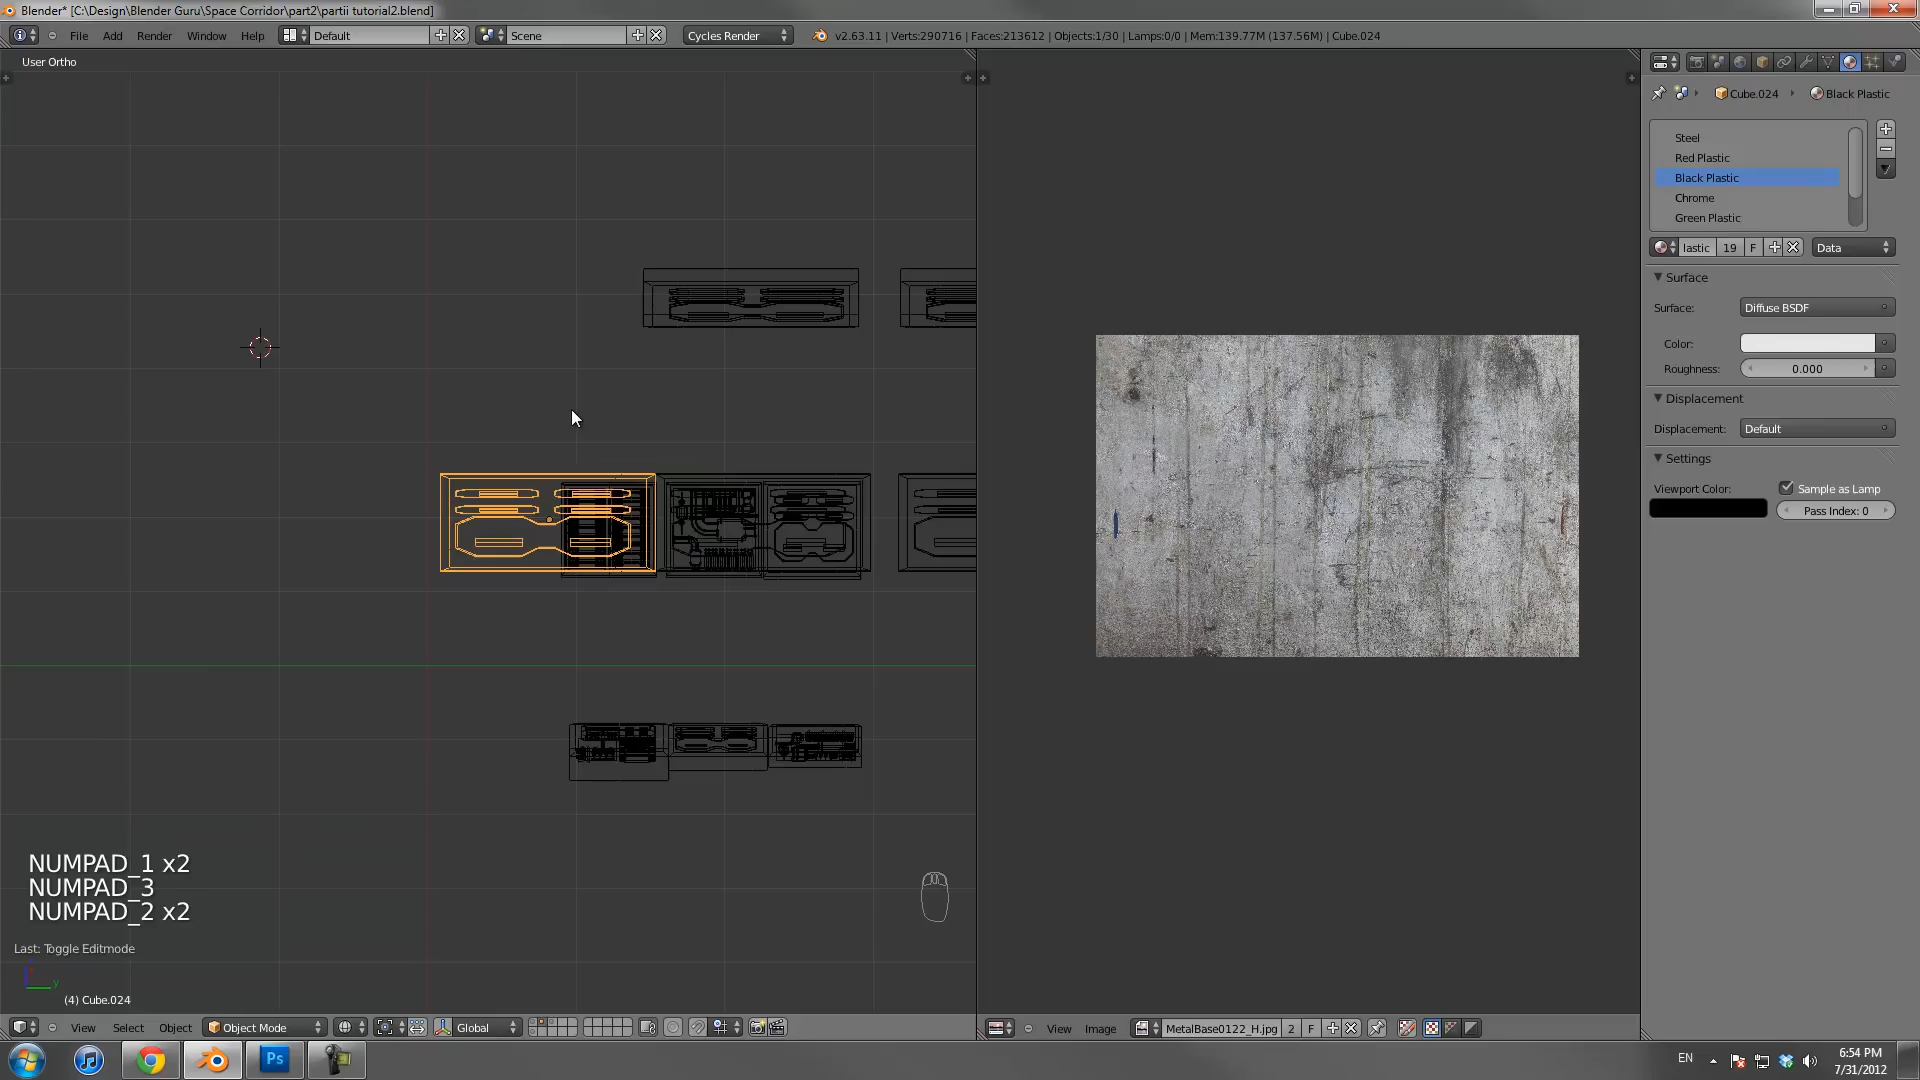 Blender* [C:\Design\Blender Guru\Space Corridor\part2\partii tutorial2.blend]
File Add Render Window Help Default Scene Cycles Render v2.63.11 | Verts:290716 | Faces:213612 | Objects:1/30 | Lamps:0/0 | Mem:139.77M (137.56M) | Cube.024
User Ortho
Cube.024 Black Plastic
Steel
Red Plastic
Black Plastic
Chrome
Green Plastic
lastic 19 F Data
Surface
Surface: Diffuse BSDF
Color:
Roughness: 0.000
Displacement
Displacement: Default
Settings
Viewport Color: Sample as Lamp
Pass Index: 0
NUMPAD_1 x2
NUMPAD_3
NUMPAD_2 x2
Last: Toggle Editmode
y
(4) Cube.024
View Select Object Object Mode Global
View Image MetalBase0122_H.jpg 2 F
Ps
EN
6:54 PM
7/31/2012